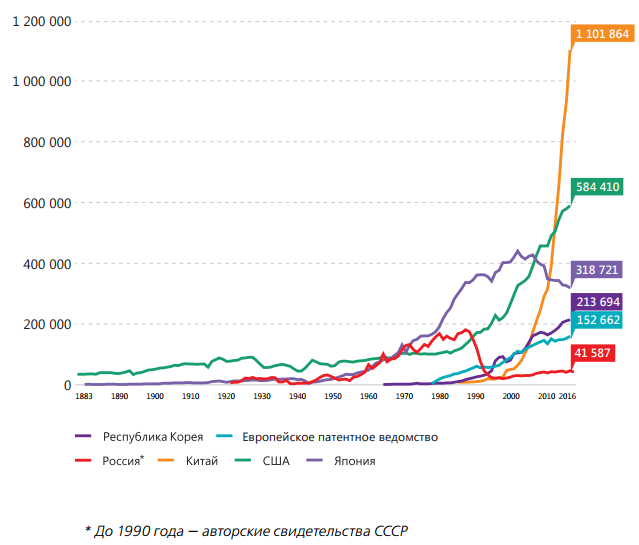 1 200 000
1 101 864
1 000 000
800 000
600 000
584 410
400 000
318 721
213 694
200 000
152 662
41 587
0
1883 1890 1900 1910 1920 1930 1940 1950 1960 1970 1980 1990 2000 2010 2016
Республика Корея Европейское патентное ведомство
Россия* Китай США Япония
* До 1990 года — авторские свидетельства СССР